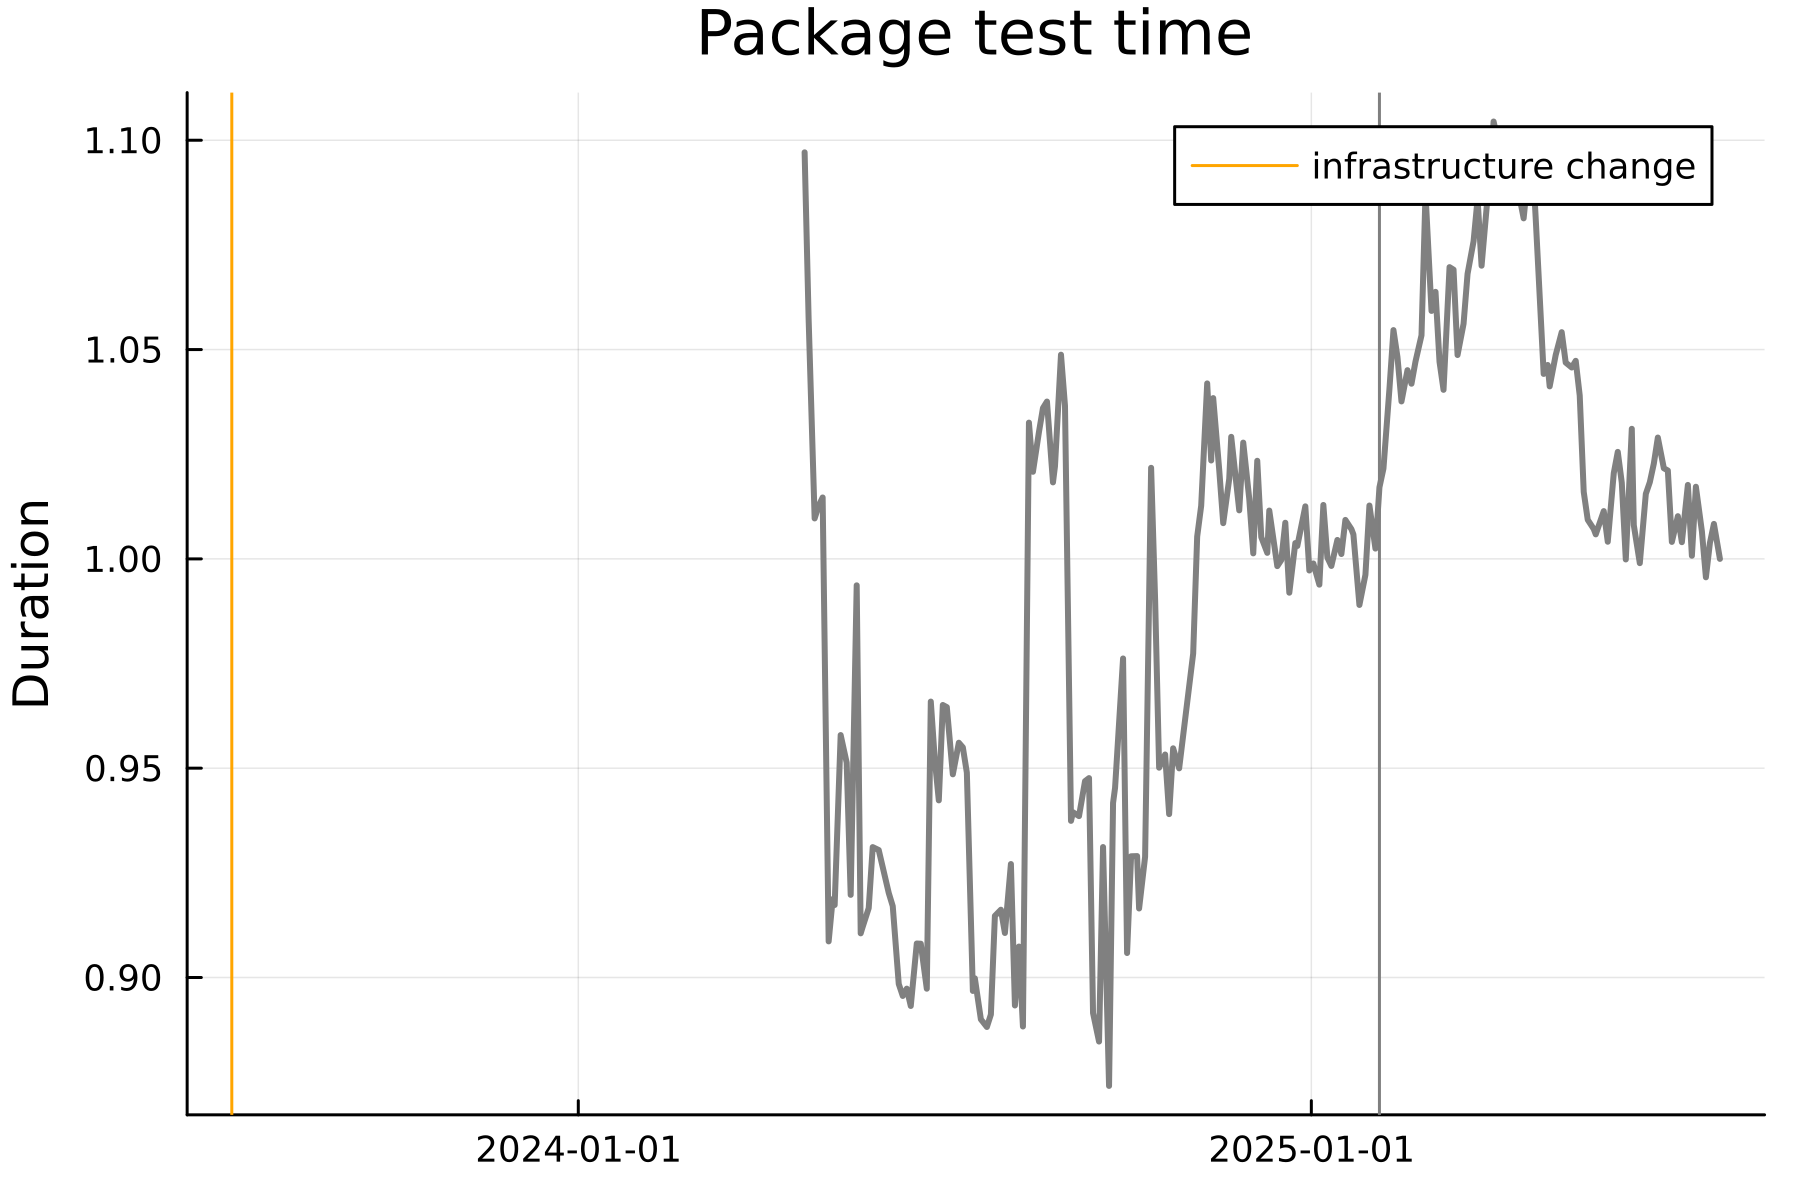 Package test time
infrastructure change
Duration
1.10
1.05
1.00
0.95
0.90
2024-01-01
2025-01-01